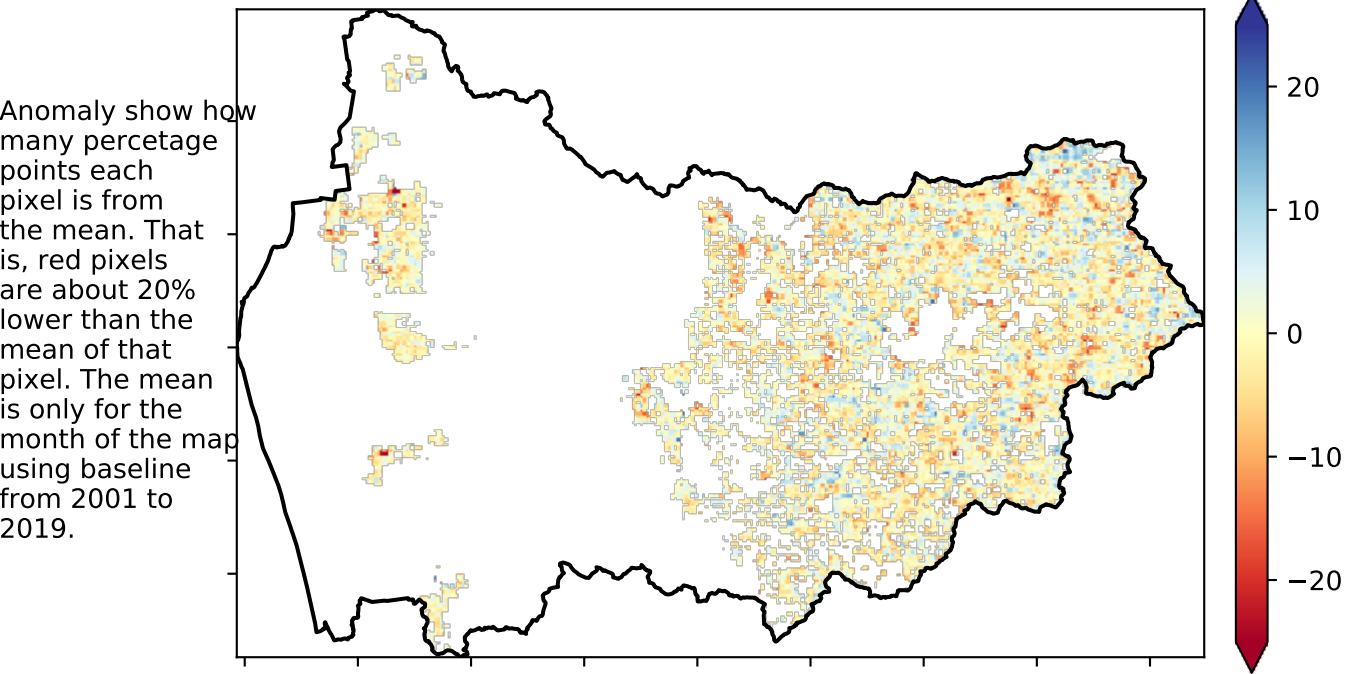 Anomaly show how
many percetage
points each
pixel is from
the mean. That
is, red pixels
are about 20%
lower than the
mean of that
pixel. The mean
is only for the
month of the map
using baseline
from 2001 to
2019.
20
10
0
−10
−20